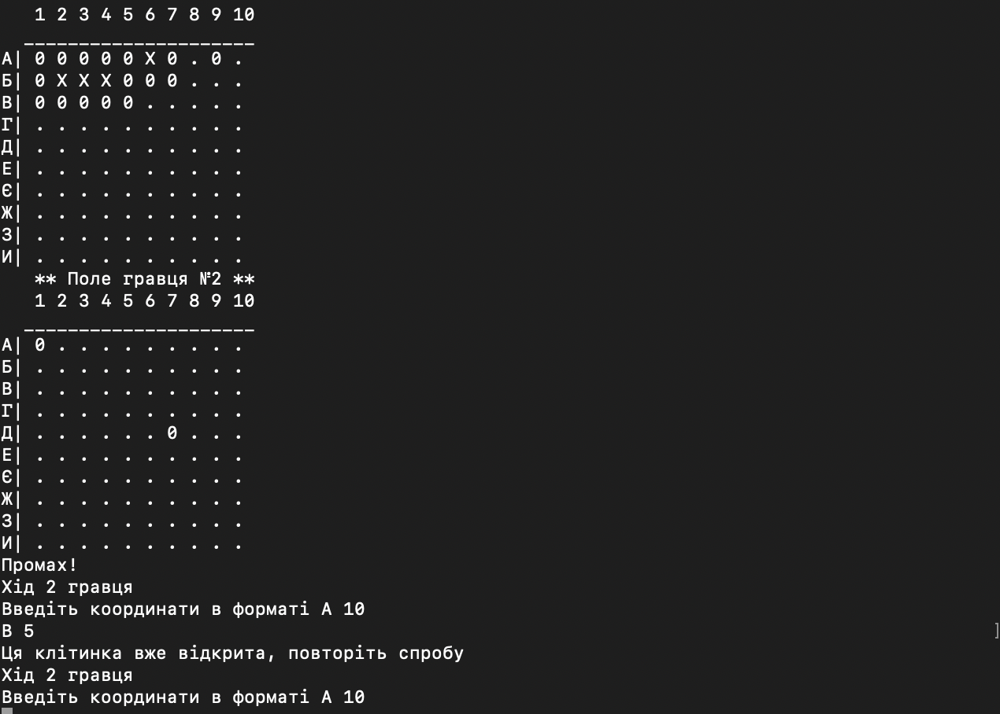 1 2 3 4 5 6 7 8 9 10
_____________________
А| 0 0 0 0 0 X 0 . 0 .
Б| 0 X X X 0 0 0 . . .
В| 0 0 0 0 0 . . . . .
Г| . . . . . . . . . .
Д| . . . . . . . . . .
Е| . . . . . . . . . .
Є| . . . . . . . . . .
Ж| . . . . . . . . . .
З| . . . . . . . . . .
И| . . . . . . . . . .
** Поле гравця №2 **
1 2 3 4 5 6 7 8 9 10
_____________________
А| 0 . . . . . . . . .
Б| . . . . . . . . . .
В| . . . . . . . . . .
Г| . . . . . . . . . .
Д| . . . . . . 0 . . .
Е| . . . . . . . . . .
Є| . . . . . . . . . .
Ж| . . . . . . . . . .
З| . . . . . . . . . .
И| . . . . . . . . . .
Промах!
Хід 2 гравця
Введіть координати в форматі А 10
В 5
Ця клітинка вже відкрита, повторіть спробу
Хід 2 гравця
Введіть координати в форматі А 10